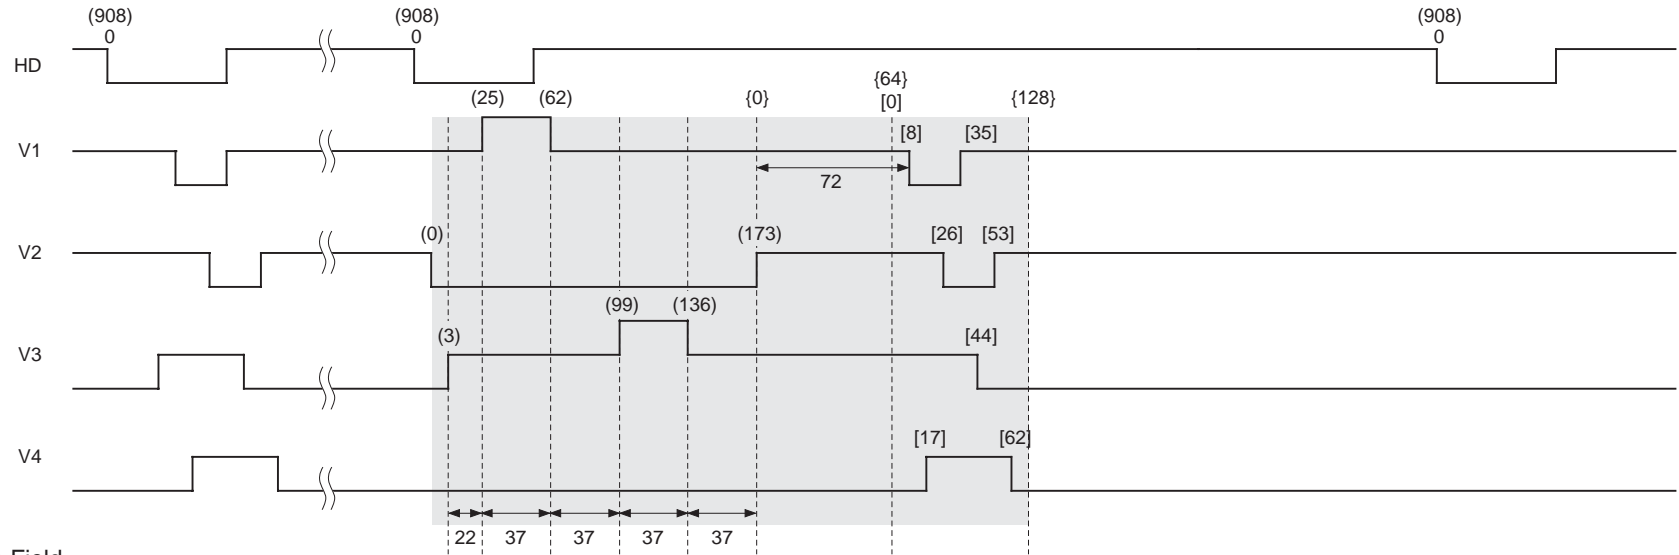 (908) (908) (908)
0 0 0
HD
{64}
(25) (62) {0} [0] {128}
[8] [35]
V1
72
(0) (173) [26] [53]
V2
(99) (136)
(3) [44]
V3
[17] [62]
V4
22 37 37 37 37